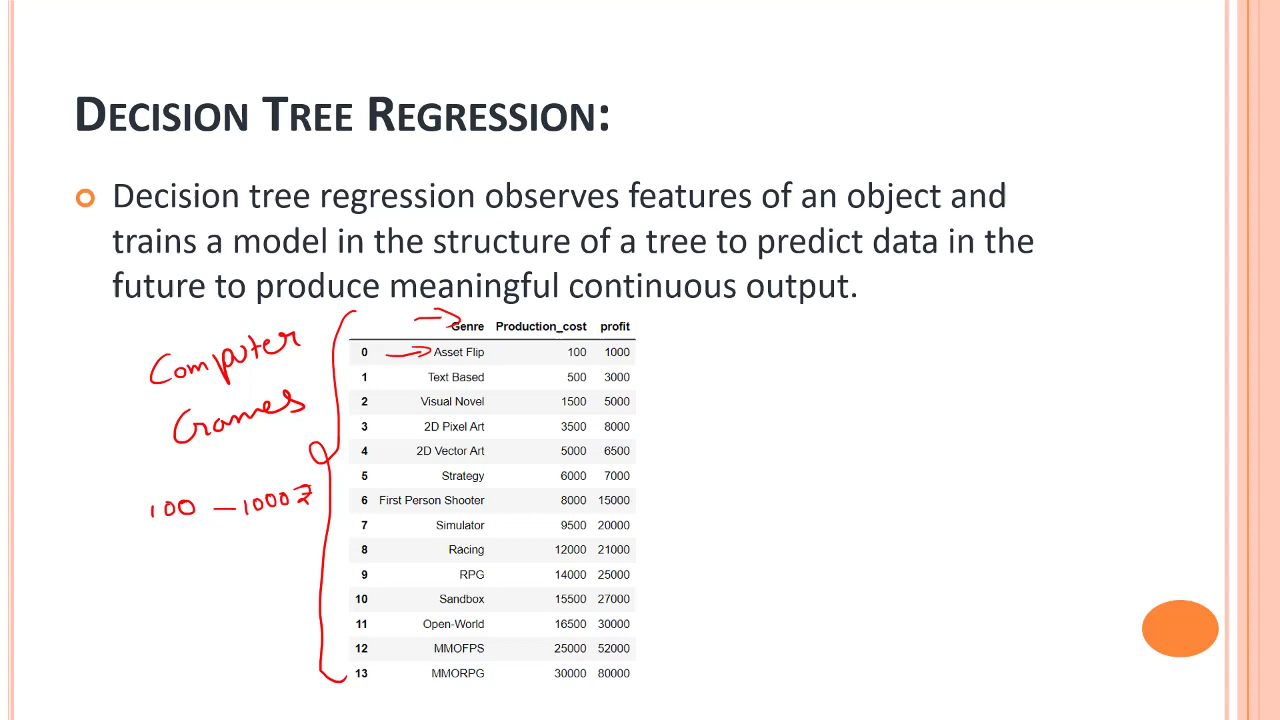 DECISION TREE REGRESSION:
Decision tree regression observes features of an object and
trains a model in the structure of a tree to predict data in the
future to produce meaningful continuous output.
Computer
Games
100 – 1000 ₹
Genre Production_cost profit
0 Asset Flip 100 1000
1 Text Based 500 3000
2 Visual Novel 1500 5000
3 2D Pixel Art 3500 8000
4 2D Vector Art 5000 6500
5 Strategy 6000 7000
6 First Person Shooter 8000 15000
7 Simulator 9500 20000
8 Racing 12000 21000
9 RPG 14000 25000
10 Sandbox 15500 27000
11 Open-World 16500 30000
12 MMOFPS 25000 52000
13 MMORPG 30000 80000